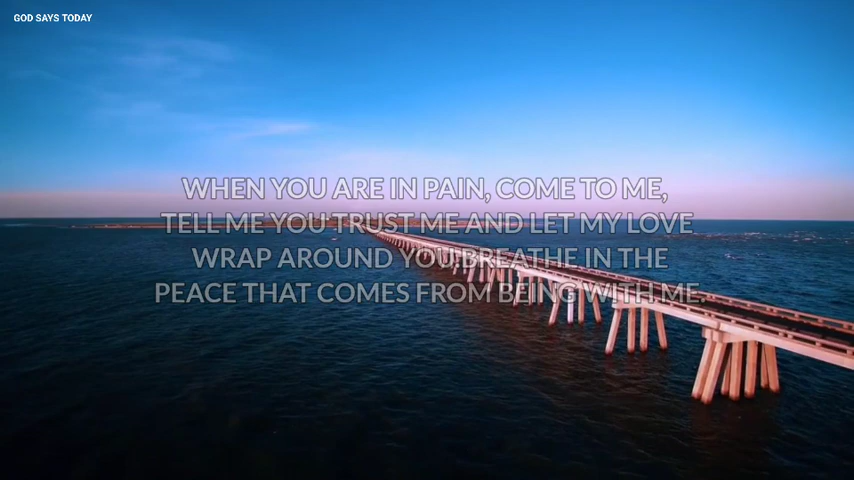 GOD SAYS TODAY
WHEN YOU ARE IN PAIN, COME TO ME,
TELL ME YOU TRUST ME AND LET MY LOVE
WRAP AROUND YOU BREATHE IN THE
PEACE THAT COMES FROM BEING WITH ME.